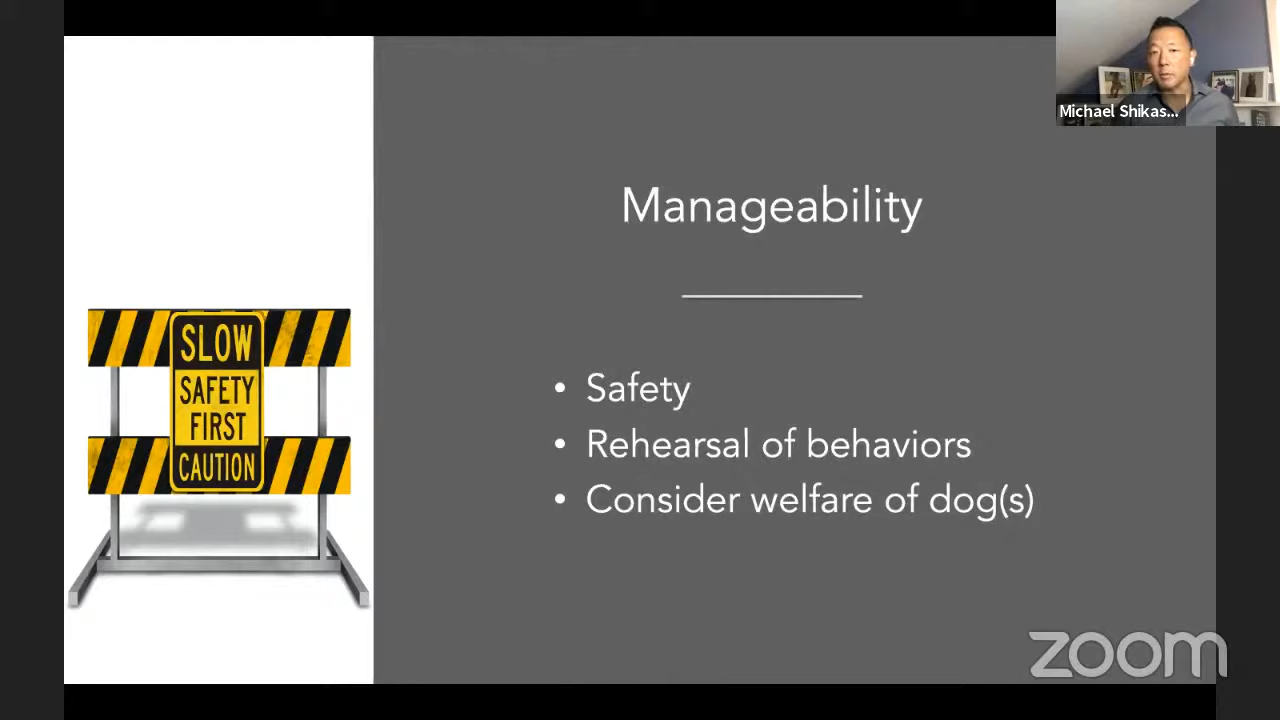 Michael Shikas...
Manageability
SLOW
SAFETY
FIRST
CAUTION
• Safety
• Rehearsal of behaviors
• Consider welfare of dog(s)
zoom